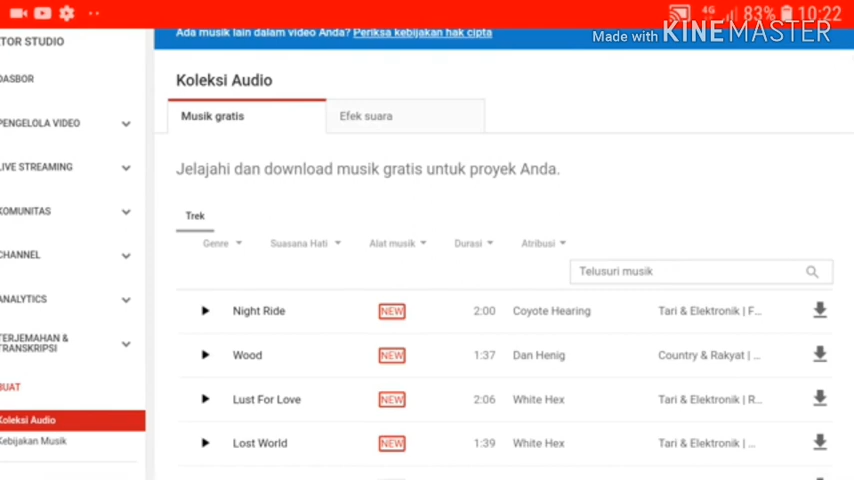 4G 83% 10:22
Made with KINEMASTER
Ada musik lain dalam video Anda? Periksa kebijakan hak cipta
TOR STUDIO
DASBOR
PENGELOLA VIDEO
LIVE STREAMING
KOMUNITAS
CHANNEL
ANALYTICS
TERJEMAHAN &
TRANSKRIPSI
BUAT
Koleksi Audio
Kebijakan Musik
Koleksi Audio
Musik gratis Efek suara
Jelajahi dan download musik gratis untuk proyek Anda.
Trek
Genre Suasana Hati Alat musik Durasi Atribusi
Telusuri musik
Night Ride NEW 2:00 Coyote Hearing Tari & Elektronik | F...
Wood NEW 1:37 Dan Henig Country & Rakyat | ...
Lust For Love NEW 2:06 White Hex Tari & Elektronik | R...
Lost World NEW 1:39 White Hex Tari & Elektronik | ...